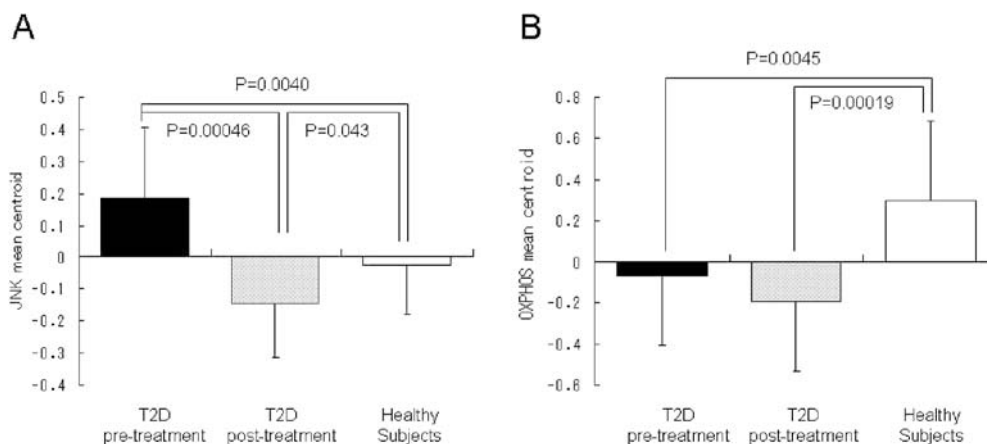 A
P=0.0040
P=0.00046
P=0.043
0.5
0.4
0.3
0.2
0.1
0
-0.1
-0.2
-0.3
-0.4
JNK mean centroid
T2D
pre-treatment
T2D
post-treatment
Healthy
Subjects
B
P=0.0045
P=0.00019
0.8
0.6
0.4
0.2
0
-0.2
-0.4
-0.6
OXPHOS mean centroid
T2D
pre-treatment
T2D
post-treatment
Healthy
Subjects